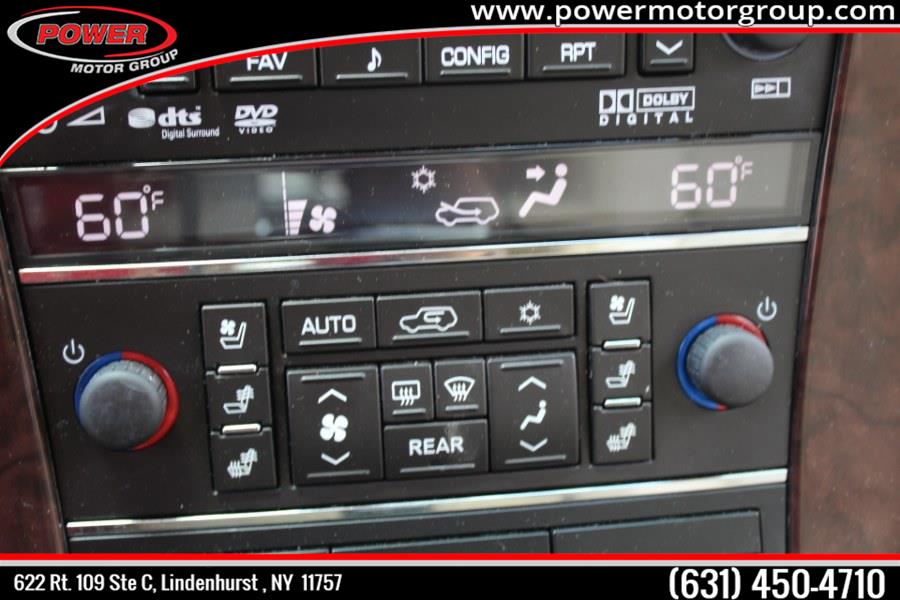 www.powermotorgroup.com
POWER
MOTOR GROUP
FAV
CONFIG
RPT
dts
Digital Surround
DVD
VIDEO
DOLBY
DIGITAL
60°F
60°F
AUTO
REAR
622 Rt. 109 Ste C, Lindenhurst , NY 11757
(631) 450-4710